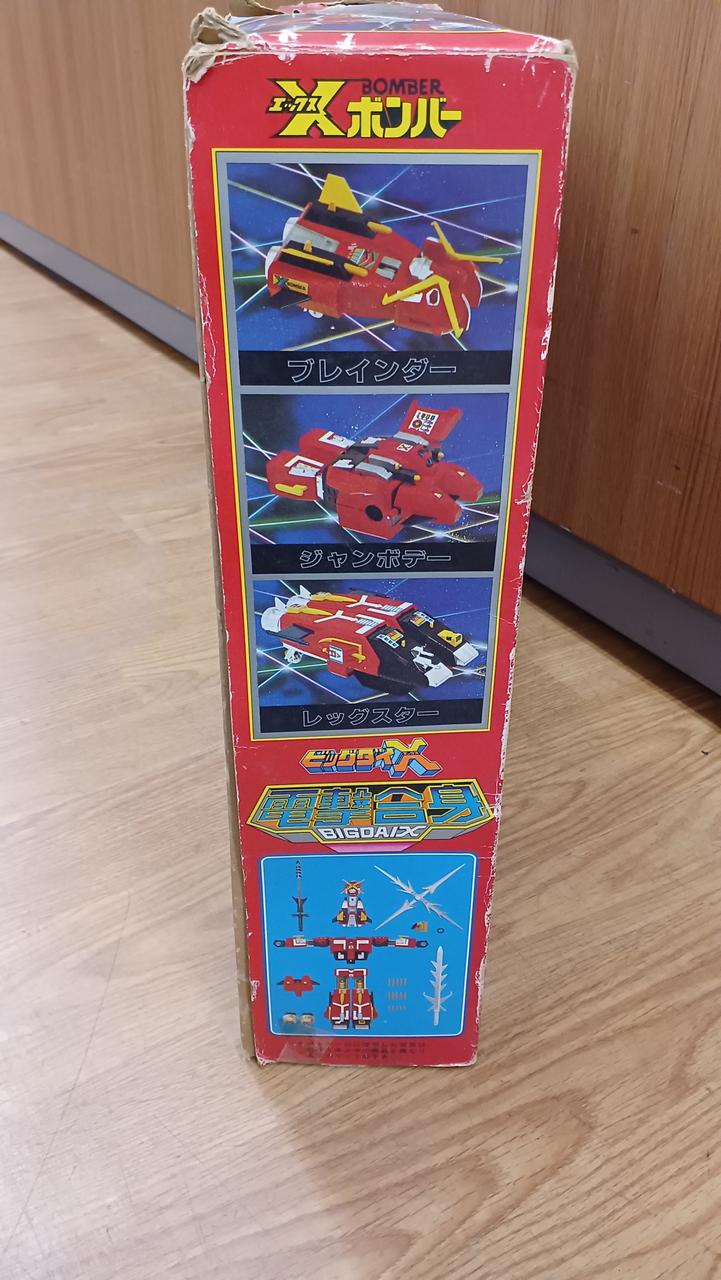 BOMBER
エックス
Xボンバー
X BOMBER
ブレインダー
ジャンボデー
レッグスター
ビッグダイX
電撃合身
BIGDAIX